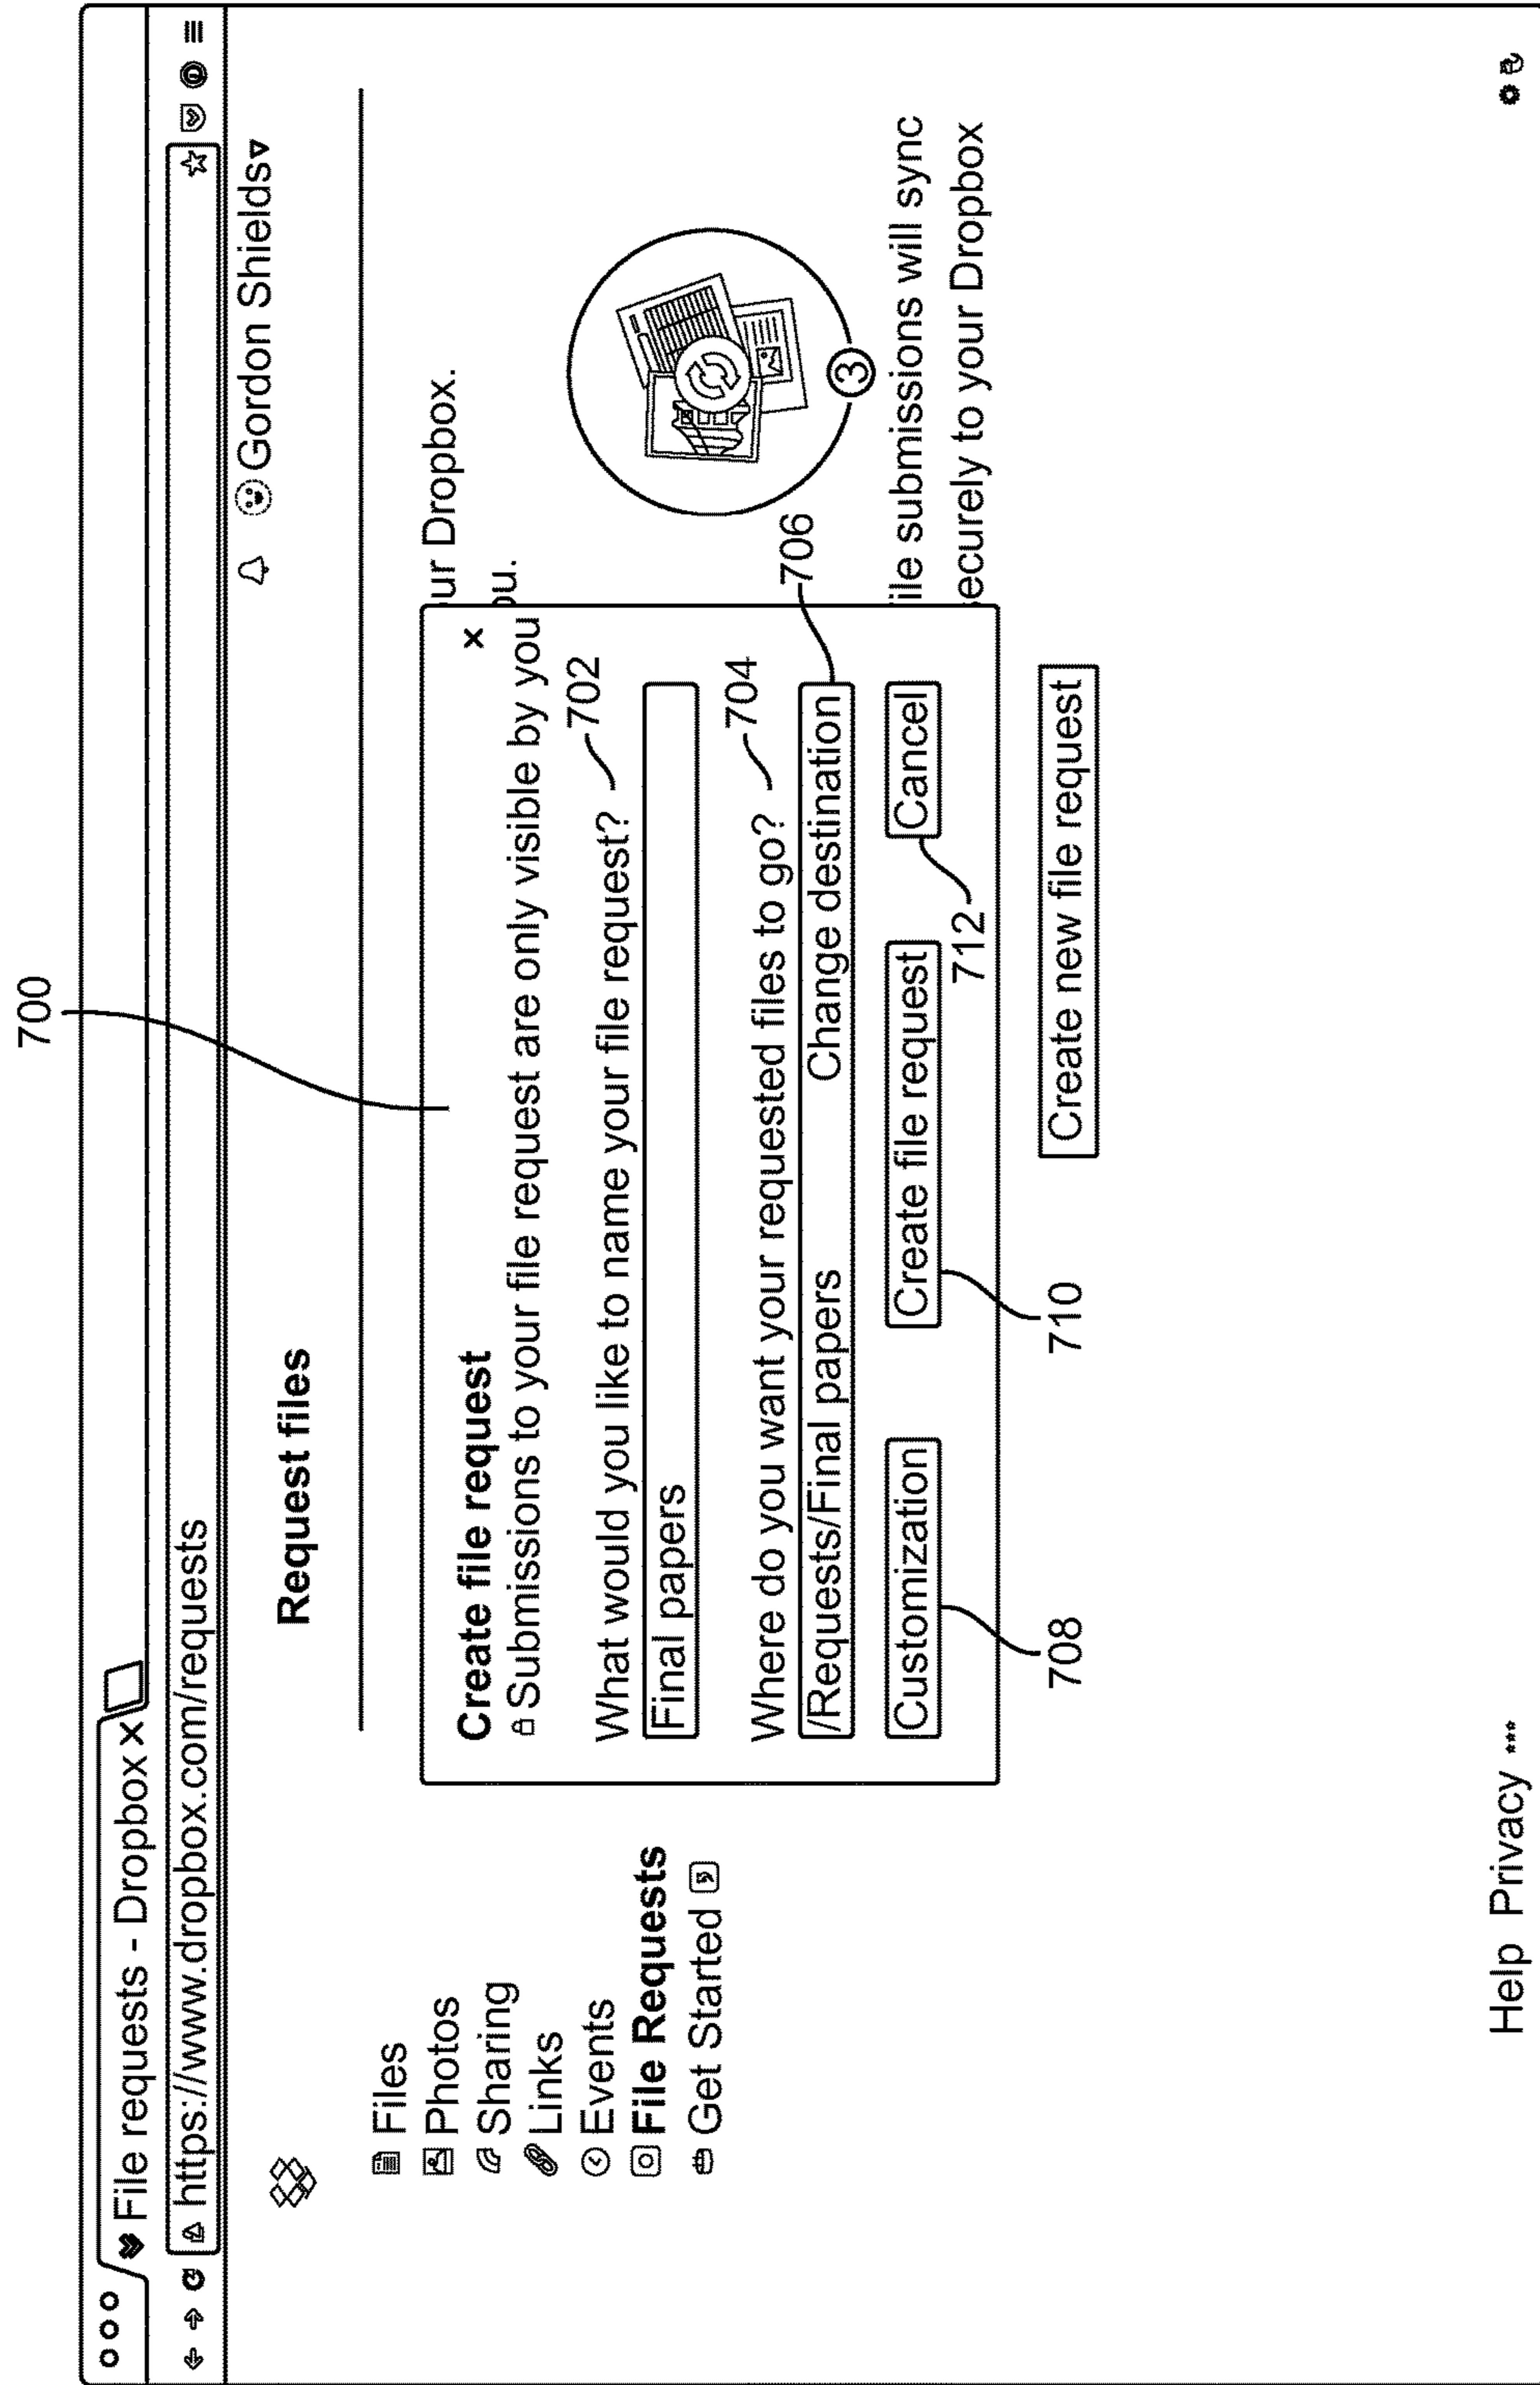 700
File requests - Dropbox X
https://www.dropbox.com/requests
Gordon Shields
Request files
Files
Photos
Sharing
Links
Events
File Requests
Get Started
ur Dropbox.
ou.
Create file request x
Submissions to your file request are only visible by you
What would you like to name your file request? 702
Final papers
Where do you want your requested files to go? 704
/Requests/Final papers Change destination 706
Customization Create file request Cancel
708 710 712
3
ile submissions will sync
ecurely to your Dropbox
Create new file request
Help Privacy ***